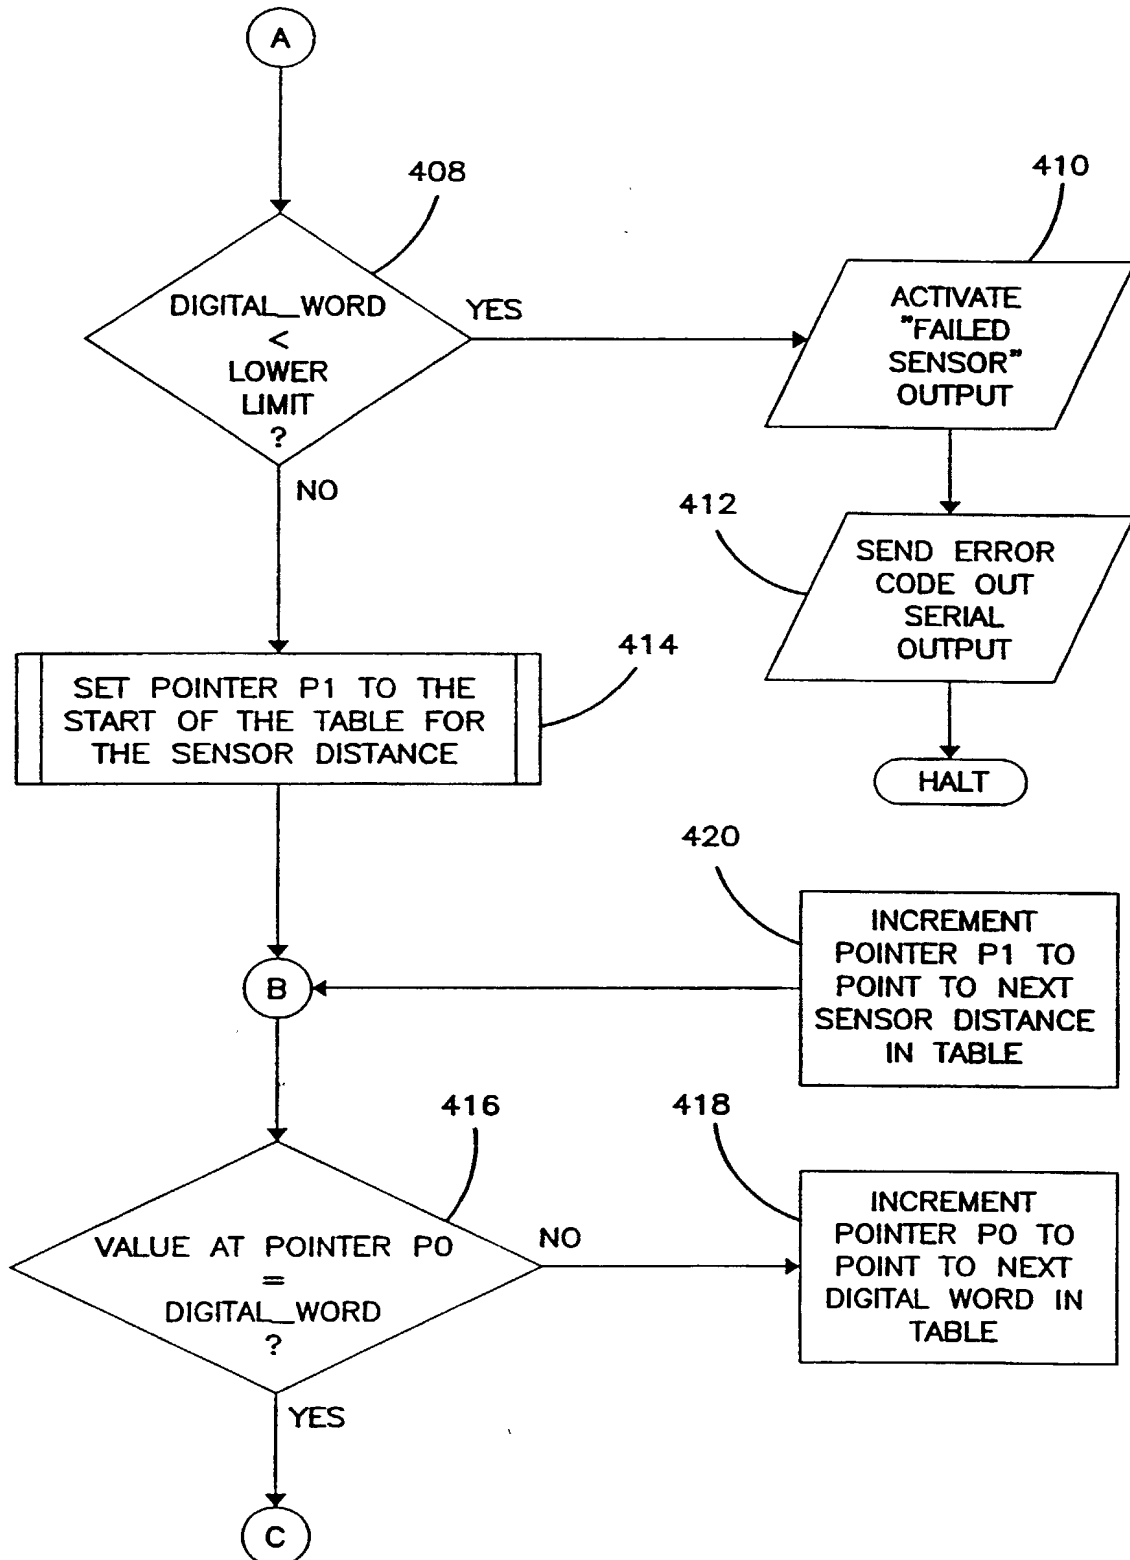 A
408
DIGITAL_WORD
<
LOWER
LIMIT
?
YES
NO
410
ACTIVATE
"FAILED
SENSOR"
OUTPUT
412
SEND ERROR
CODE OUT
SERIAL
OUTPUT
HALT
414
SET POINTER P1 TO THE
START OF THE TABLE FOR
THE SENSOR DISTANCE
420
INCREMENT
POINTER P1 TO
POINT TO NEXT
SENSOR DISTANCE
IN TABLE
B
416
VALUE AT POINTER P0
=
DIGITAL_WORD
?
NO
YES
418
INCREMENT
POINTER P0 TO
POINT TO NEXT
DIGITAL WORD IN
TABLE
C